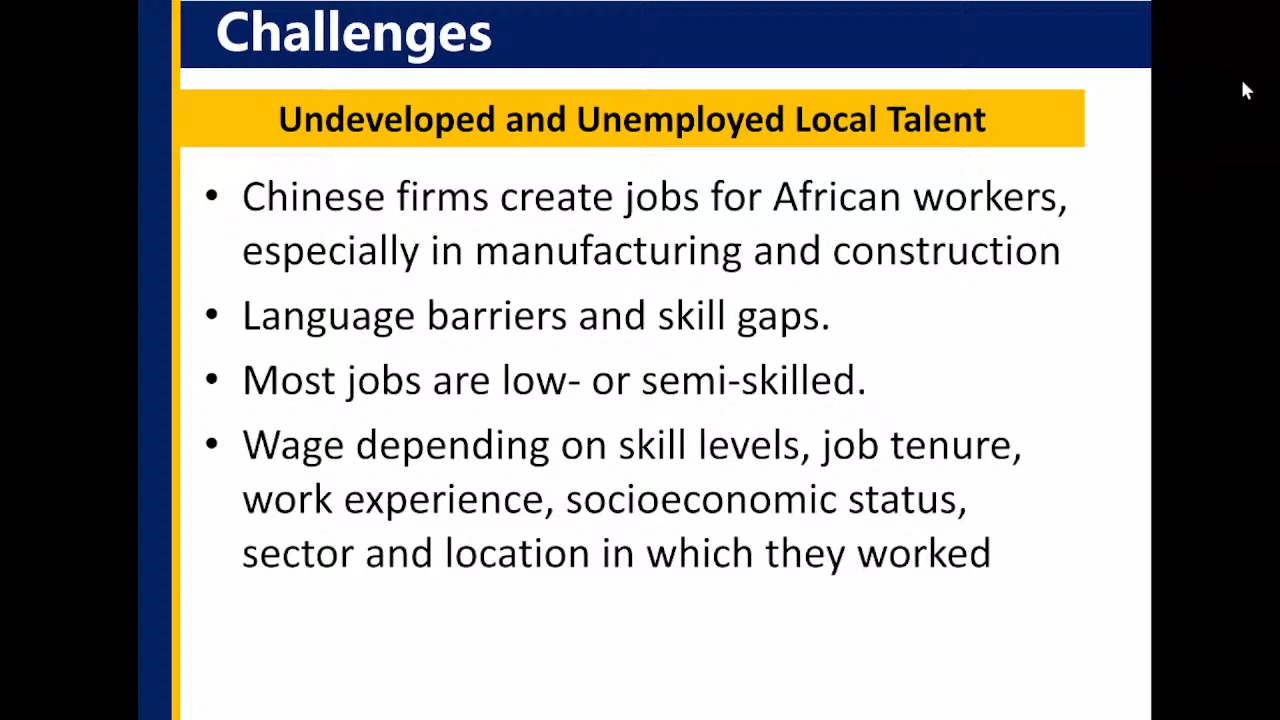 Challenges
Undeveloped and Unemployed Local Talent
• Chinese firms create jobs for African workers,
especially in manufacturing and construction
• Language barriers and skill gaps.
• Most jobs are low- or semi-skilled.
• Wage depending on skill levels, job tenure,
work experience, socioeconomic status,
sector and location in which they worked